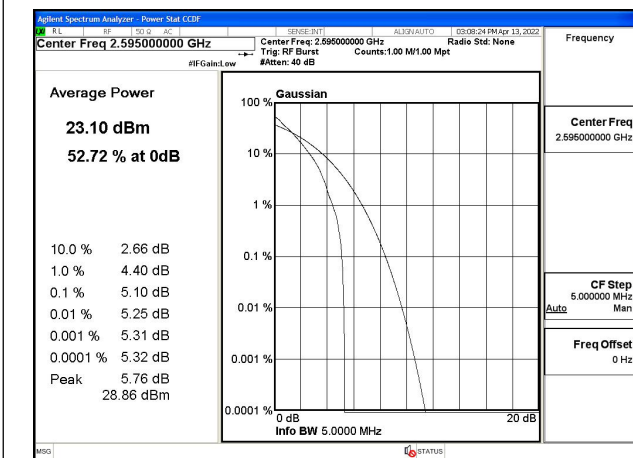 Agilent Spectrum Analyzer - Power Stat CCDF
RL RF 50 Ω AC SENSE:INT ALIGN AUTO 03:08:24 PM Apr 13, 2022
Center Freq 2.595000000 GHz
#IFGain:Low
Center Freq: 2.595000000 GHz Radio Std: None
Trig: RF Burst Counts:1.00 M/1.00 Mpt
#Atten: 40 dB
Average Power
23.10 dBm
52.72 % at 0dB
10.0 % 2.66 dB
1.0 % 4.40 dB
0.1 % 5.10 dB
0.01 % 5.25 dB
0.001 % 5.31 dB
0.0001 % 5.32 dB
Peak 5.76 dB
28.86 dBm
Gaussian
100 %
10 %
1 %
0.1 %
0.01 %
0.001 %
0.0001 %
0 dB 20 dB
Info BW 5.0000 MHz
Frequency
Center Freq
2.595000000 GHz
CF Step
5.000000 MHz
Auto Man
Freq Offset
0 Hz
MSG STATUS